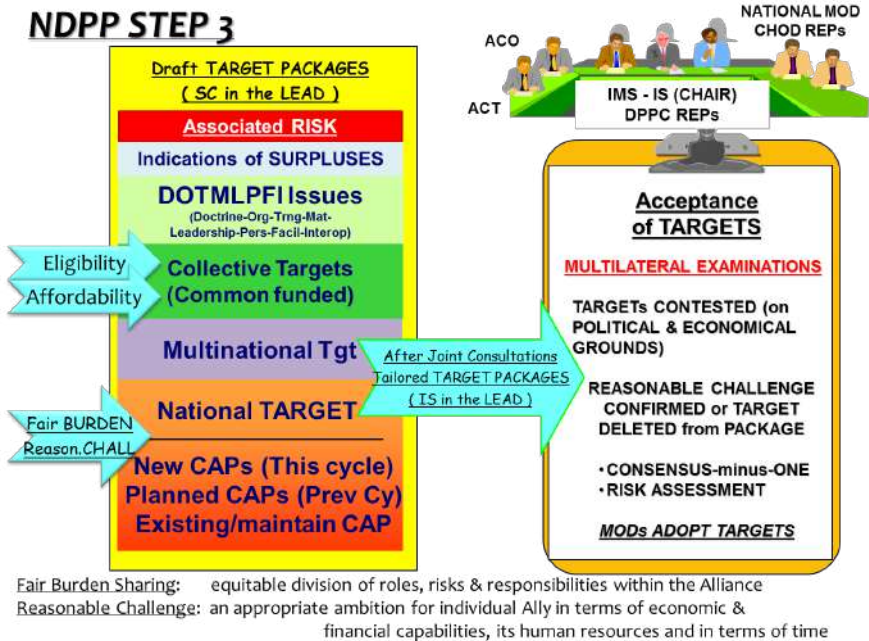 NDPP STEP 3
Draft TARGET PACKAGES
( SC in the LEAD )
Associated RISK
Indications of SURPLUSES
DOTMLPFI Issues
(Doctrine-Org-Trng-Mat-
Leadership-Pers-Facil-Interop)
Eligibility
Affordability
Collective Targets
(Common funded)
Multinational Tgt
Fair BURDEN
Reason.CHALL
National TARGET
New CAPs (This cycle)
Planned CAPs (Prev Cy)
Existing/maintain CAP
After Joint Consultations
Tailored TARGET PACKAGES
( IS in the LEAD )
ACO
ACT
NATIONAL MOD
CHOD REPs
IMS - IS (CHAIR)
DPPC REPs
Acceptance
of TARGETS
MULTILATERAL EXAMINATIONS
TARGETs CONTESTED (on
POLITICAL & ECONOMICAL
GROUNDS)
REASONABLE CHALLENGE
CONFIRMED or TARGET
DELETED from PACKAGE
•CONSENSUS-minus-ONE
•RISK ASSESSMENT
MODs ADOPT TARGETS
Fair Burden Sharing: equitable division of roles, risks & responsibilities within the Alliance
Reasonable Challenge: an appropriate ambition for individual Ally in terms of economic &
financial capabilities, its human resources and in terms of time